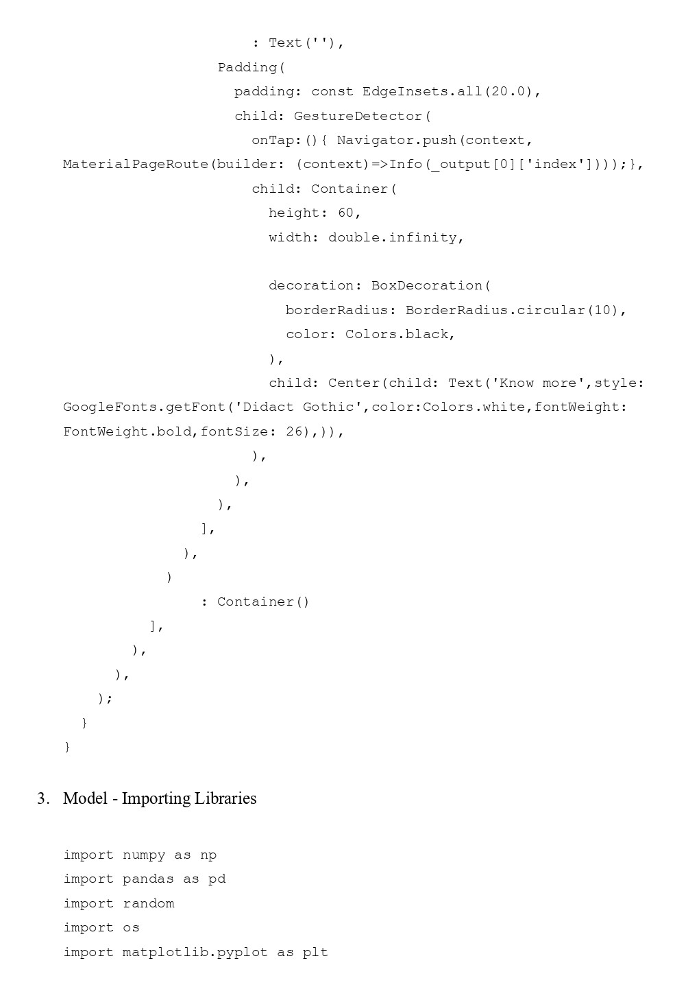 : Text(''),
Padding(
padding: const EdgeInsets.all(20.0),
child: GestureDetector(
onTap:(){ Navigator.push(context,
MaterialPageRoute(builder: (context)=>Info(_output[0]['index'])));},
child: Container(
height: 60,
width: double.infinity,
decoration: BoxDecoration(
borderRadius: BorderRadius.circular(10),
color: Colors.black,
),
child: Center(child: Text('Know more',style:
GoogleFonts.getFont('Didact Gothic',color:Colors.white,fontWeight:
FontWeight.bold,fontSize: 26),)),
),
),
),
],
),
)
: Container()
],
),
),
);
}
}
3. Model - Importing Libraries
import numpy as np
import pandas as pd
import random
import os
import matplotlib.pyplot as plt